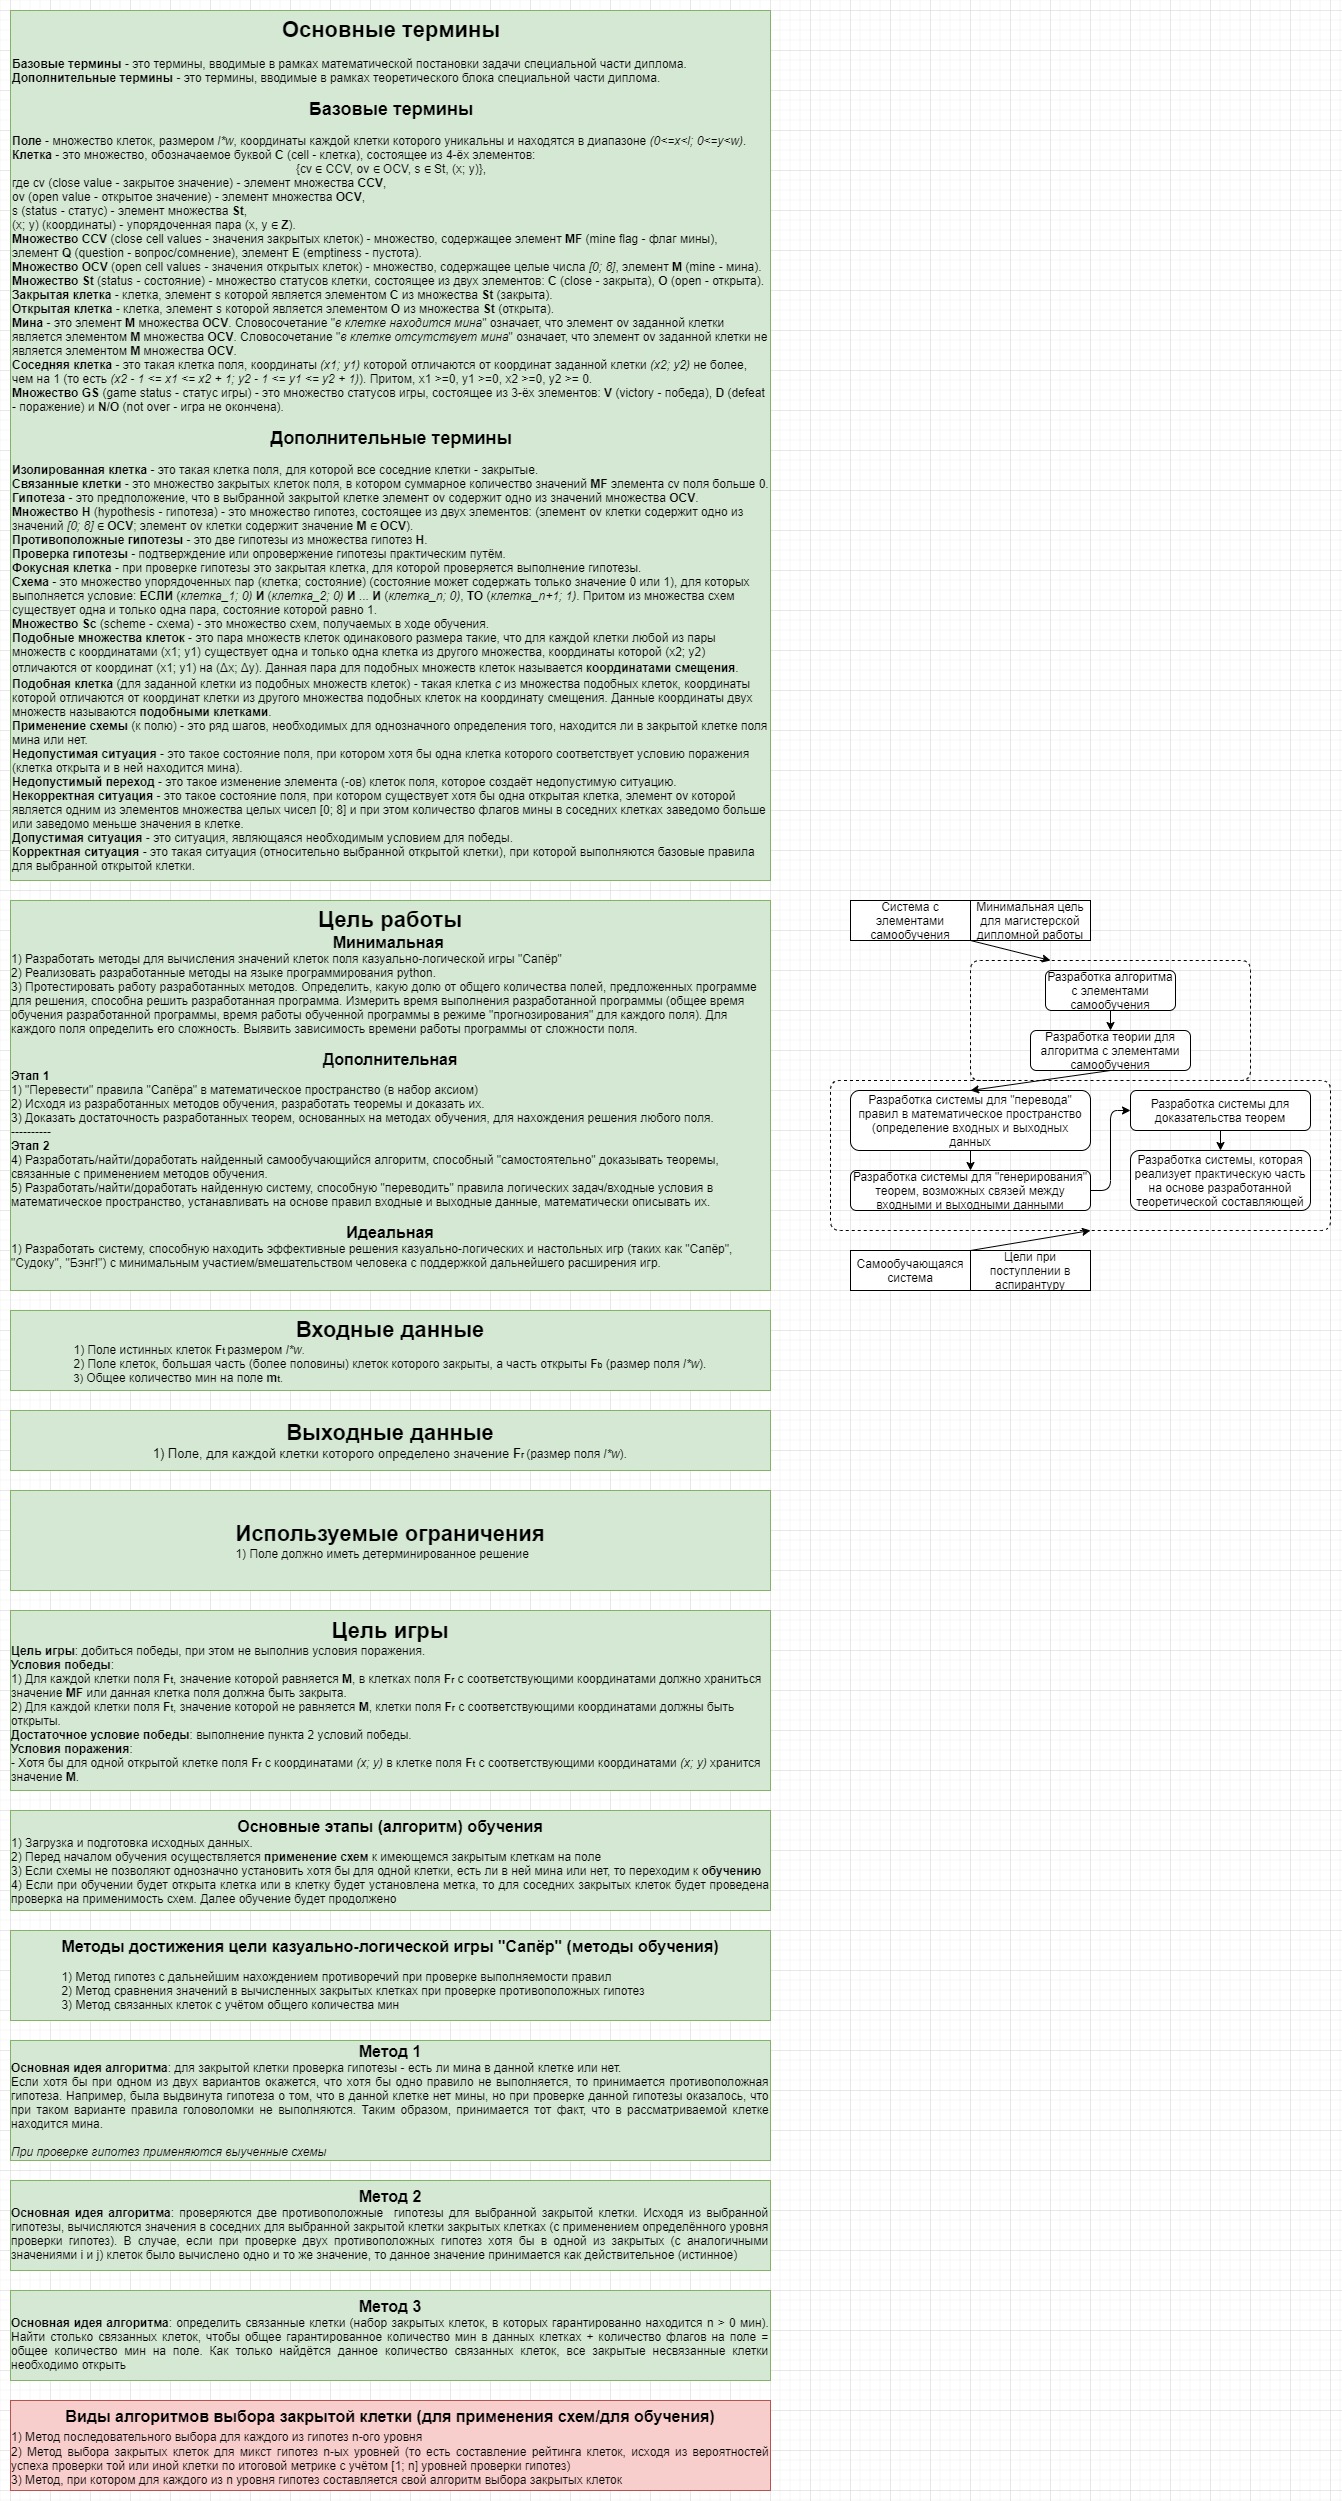 Основные термины
Базовые термины - это термины, вводимые в рамках математической постановки задачи специальной части диплома.
Дополнительные термины - это термины, вводимые в рамках теоретического блока специальной части диплома.
Базовые термины
Поле - множество клеток, размером l*w, координаты каждой клетки которого уникальны и находятся в диапазоне (0<=x<l; 0<=y<w).
Клетка - это множество, обозначаемое буквой C (cell - клетка), состоящее из 4-ёх элементов:
{cv ∈ CCV, ov ∈ OCV, s ∈ St, (x; y)},
где cv (close value - закрытое значение) - элемент множества CCV,
ov (open value - открытое значение) - элемент множества OCV,
s (status - статус) - элемент множества St,
(x; y) (координаты) - упорядоченная пара (x, y ∈ Z).
Множество CCV (close cell values - значения закрытых клеток) - множество, содержащее элемент MF (mine flag - флаг мины),
элемент Q (question - вопрос/сомнение), элемент E (emptiness - пустота).
Множество OCV (open cell values - значения открытых клеток) - множество, содержащее целые числа [0; 8], элемент M (mine - мина).
Множество St (status - состояние) - множество статусов клетки, состоящее из двух элементов: C (close - закрыта), O (open - открыта).
Закрытая клетка - клетка, элемент s которой является элементом C из множества St (закрыта).
Открытая клетка - клетка, элемент s которой является элементом O из множества St (открыта).
Мина - это элемент M множества OCV. Словосочетание "в клетке находится мина" означает, что элемент ov заданной клетки
является элементом M множества OCV. Словосочетание "в клетке отсутствует мина" означает, что элемент ov заданной клетки не
является элементом M множества OCV.
Соседняя клетка - это такая клетка поля, координаты (x1; y1) которой отличаются от координат заданной клетки (x2; y2) не более,
чем на 1 (то есть (x2 - 1 <= x1 <= x2 + 1; y2 - 1 <= y1 <= y2 + 1)). Притом, x1 >=0, y1 >=0, x2 >=0, y2 >= 0.
Множество GS (game status - статус игры) - это множество статусов игры, состоящее из 3-ёх элементов: V (victory - победа), D (defeat
- поражение) и N/O (not over - игра не окончена).
Дополнительные термины
Изолированная клетка - это такая клетка поля, для которой все соседние клетки - закрытые.
Связанные клетки - это множество закрытых клеток поля, в котором суммарное количество значений MF элемента cv поля больше 0.
Гипотеза - это предположение, что в выбранной закрытой клетке элемент ov содержит одно из значений множества OCV.
Множество H (hypothesis - гипотеза) - это множество гипотез, состоящее из двух элементов: (элемент ov клетки содержит одно из
значений [0; 8] ∈ OCV; элемент ov клетки содержит значение M ∈ OCV).
Противоположные гипотезы - это две гипотезы из множества гипотез H.
Проверка гипотезы - подтверждение или опровержение гипотезы практическим путём.
Фокусная клетка - при проверке гипотезы это закрытая клетка, для которой проверяется выполнение гипотезы.
Схема - это множество упорядоченных пар (клетка; состояние) (состояние может содержать только значение 0 или 1), для которых
выполняется условие: ЕСЛИ (клетка_1; 0) И (клетка_2; 0) И ... И (клетка_n; 0), ТО (клетка_n+1; 1). Притом из множества схем
существует одна и только одна пара, состояние которой равно 1.
Множество Sc (scheme - схема) - это множество схем, получаемых в ходе обучения.
Подобные множества клеток - это пара множеств клеток одинакового размера такие, что для каждой клетки любой из пары
множеств с координатами (x1; y1) существует одна и только одна клетка из другого множества, координаты которой (x2; y2)
отличаются от координат (x1; y1) на (Δx; Δy). Данная пара для подобных множеств клеток называется координатами смещения.
Подобная клетка (для заданной клетки из подобных множеств клеток) - такая клетка c из множества подобных клеток, координаты
которой отличаются от координат клетки из другого множества подобных клеток на координату смещения. Данные координаты двух
множеств называются подобными клетками.
Применение схемы (к полю) - это ряд шагов, необходимых для однозначного определения того, находится ли в закрытой клетке поля
мина или нет.
Недопустимая ситуация - это такое состояние поля, при котором хотя бы одна клетка которого соответствует условию поражения
(клетка открыта и в ней находится мина).
Недопустимый переход - это такое изменение элемента (-ов) клеток поля, которое создаёт недопустимую ситуацию.
Некорректная ситуация - это такое состояние поля, при котором существует хотя бы одна открытая клетка, элемент ov которой
является одним из элементов множества целых чисел [0; 8] и при этом количество флагов мины в соседних клетках заведомо больше
или заведомо меньше значения в клетке.
Допустимая ситуация - это ситуация, являющаяся необходимым условием для победы.
Корректная ситуация - это такая ситуация (относительно выбранной открытой клетки), при которой выполняются базовые правила
для выбранной открытой клетки.
Цель работы
Минимальная
1) Разработать методы для вычисления значений клеток поля казуально-логической игры "Сапёр"
2) Реализовать разработанные методы на языке программирования python.
3) Протестировать работу разработанных методов. Определить, какую долю от общего количества полей, предложенных программе
для решения, способна решить разработанная программа. Измерить время выполнения разработанной программы (общее время
обучения разработанной программы, время работы обученной программы в режиме "прогнозирования" для каждого поля). Для
каждого поля определить его сложность. Выявить зависимость времени работы программы от сложности поля.
Дополнительная
Этап 1
1) "Перевести" правила "Сапёра" в математическое пространство (в набор аксиом)
2) Исходя из разработанных методов обучения, разработать теоремы и доказать их.
3) Доказать достаточность разработанных теорем, основанных на методах обучения, для нахождения решения любого поля.
----------
Этап 2
4) Разработать/найти/доработать найденный самообучающийся алгоритм, способный "самостоятельно" доказывать теоремы,
связанные с применением методов обучения.
5) Разработать/найти/доработать найденную систему, способную "переводить" правила логических задач/входные условия в
математическое пространство, устанавливать на основе правил входные и выходные данные, математически описывать их.
Идеальная
1) Разработать систему, способную находить эффективные решения казуально-логических и настольных игр (таких как "Сапёр",
"Судоку", "Бэнг!") с минимальным участием/вмешательством человека с поддержкой дальнейшего расширения игр.
Система с
элементами
самообучения
Минимальная цель
для магистерской
дипломной работы
Разработка алгоритма
с элементами
самообучения
Разработка теории для
алгоритма с элементами
самообучения
Разработка системы для "перевода"
правил в математическое пространство
(определение входных и выходных
данных
Разработка системы для "генерирования"
теорем, возможных связей между
входными и выходными данными
Разработка системы для
доказательства теорем
Разработка системы, которая
реализует практическую часть
на основе разработанной
теоретической составляющей
Самообучающаяся
система
Цели при
поступлении в
аспирантуру
Входные данные
1) Поле истинных клеток Ft размером l*w.
2) Поле клеток, большая часть (более половины) клеток которого закрыты, а часть открыты Fb (размер поля l*w).
3) Общее количество мин на поле mt.
Выходные данные
1) Поле, для каждой клетки которого определено значение Fr (размер поля l*w).
Используемые ограничения
1) Поле должно иметь детерминированное решение
Цель игры
Цель игры: добиться победы, при этом не выполнив условия поражения.
Условия победы:
1) Для каждой клетки поля Ft, значение которой равняется M, в клетках поля Fr с соответствующими координатами должно храниться
значение MF или данная клетка поля должна быть закрыта.
2) Для каждой клетки поля Ft, значение которой не равняется M, клетки поля Fr с соответствующими координатами должны быть
открыты.
Достаточное условие победы: выполнение пункта 2 условий победы.
Условия поражения:
- Хотя бы для одной открытой клетке поля Fr с координатами (x; y) в клетке поля Ft с соответствующими координатами (x; y) хранится
значение M.
Основные этапы (алгоритм) обучения
1) Загрузка и подготовка исходных данных.
2) Перед началом обучения осуществляется применение схем к имеющемся закрытым клеткам на поле
3) Если схемы не позволяют однозначно установить хотя бы для одной клетки, есть ли в ней мина или нет, то переходим к обучению
4) Если при обучении будет открыта клетка или в клетку будет установлена метка, то для соседних закрытых клеток будет проведена
проверка на применимость схем. Далее обучение будет продолжено
Методы достижения цели казуально-логической игры "Сапёр" (методы обучения)
1) Метод гипотез с дальнейшим нахождением противоречий при проверке выполняемости правил
2) Метод сравнения значений в вычисленных закрытых клетках при проверке противоположных гипотез
3) Метод связанных клеток с учётом общего количества мин
Метод 1
Основная идея алгоритма: для закрытой клетки проверка гипотезы - есть ли мина в данной клетке или нет.
Если хотя бы при одном из двух вариантов окажется, что хотя бы одно правило не выполняется, то принимается противоположная
гипотеза. Например, была выдвинута гипотеза о том, что в данной клетке нет мины, но при проверке данной гипотезы оказалось, что
при таком варианте правила головоломки не выполняются. Таким образом, принимается тот факт, что в рассматриваемой клетке
находится мина.
При проверке гипотез применяются выученные схемы
Метод 2
Основная идея алгоритма: проверяются две противоположные гипотезы для выбранной закрытой клетки. Исходя из выбранной
гипотезы, вычисляются значения в соседних для выбранной закрытой клетки закрытых клетках (с применением определённого уровня
проверки гипотез). В случае, если при проверке двух противоположных гипотез хотя бы в одной из закрытых (с аналогичными
значениями i и j) клеток было вычислено одно и то же значение, то данное значение принимается как действительное (истинное)
Метод 3
Основная идея алгоритма: определить связанные клетки (набор закрытых клеток, в которых гарантированно находится n > 0 мин).
Найти столько связанных клеток, чтобы общее гарантированное количество мин в данных клетках + количество флагов на поле =
общее количество мин на поле. Как только найдётся данное количество связанных клеток, все закрытые несвязанные клетки
необходимо открыть
Виды алгоритмов выбора закрытой клетки (для применения схем/для обучения)
1) Метод последовательного выбора для каждого из гипотез n-ого уровня
2) Метод выбора закрытых клеток для микст гипотез n-ых уровней (то есть составление рейтинга клеток, исходя из вероятностей
успеха проверки той или иной клетки по итоговой метрике с учётом [1; n] уровней проверки гипотез)
3) Метод, при котором для каждого из n уровня гипотез составляется свой алгоритм выбора закрытых клеток